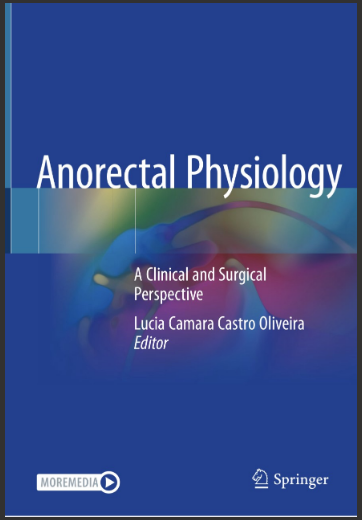 Anorectal Physiology
A Clinical and Surgical
Perspective
Lucia Camara Castro Oliveira
Editor
MOREMEDIA
Springer